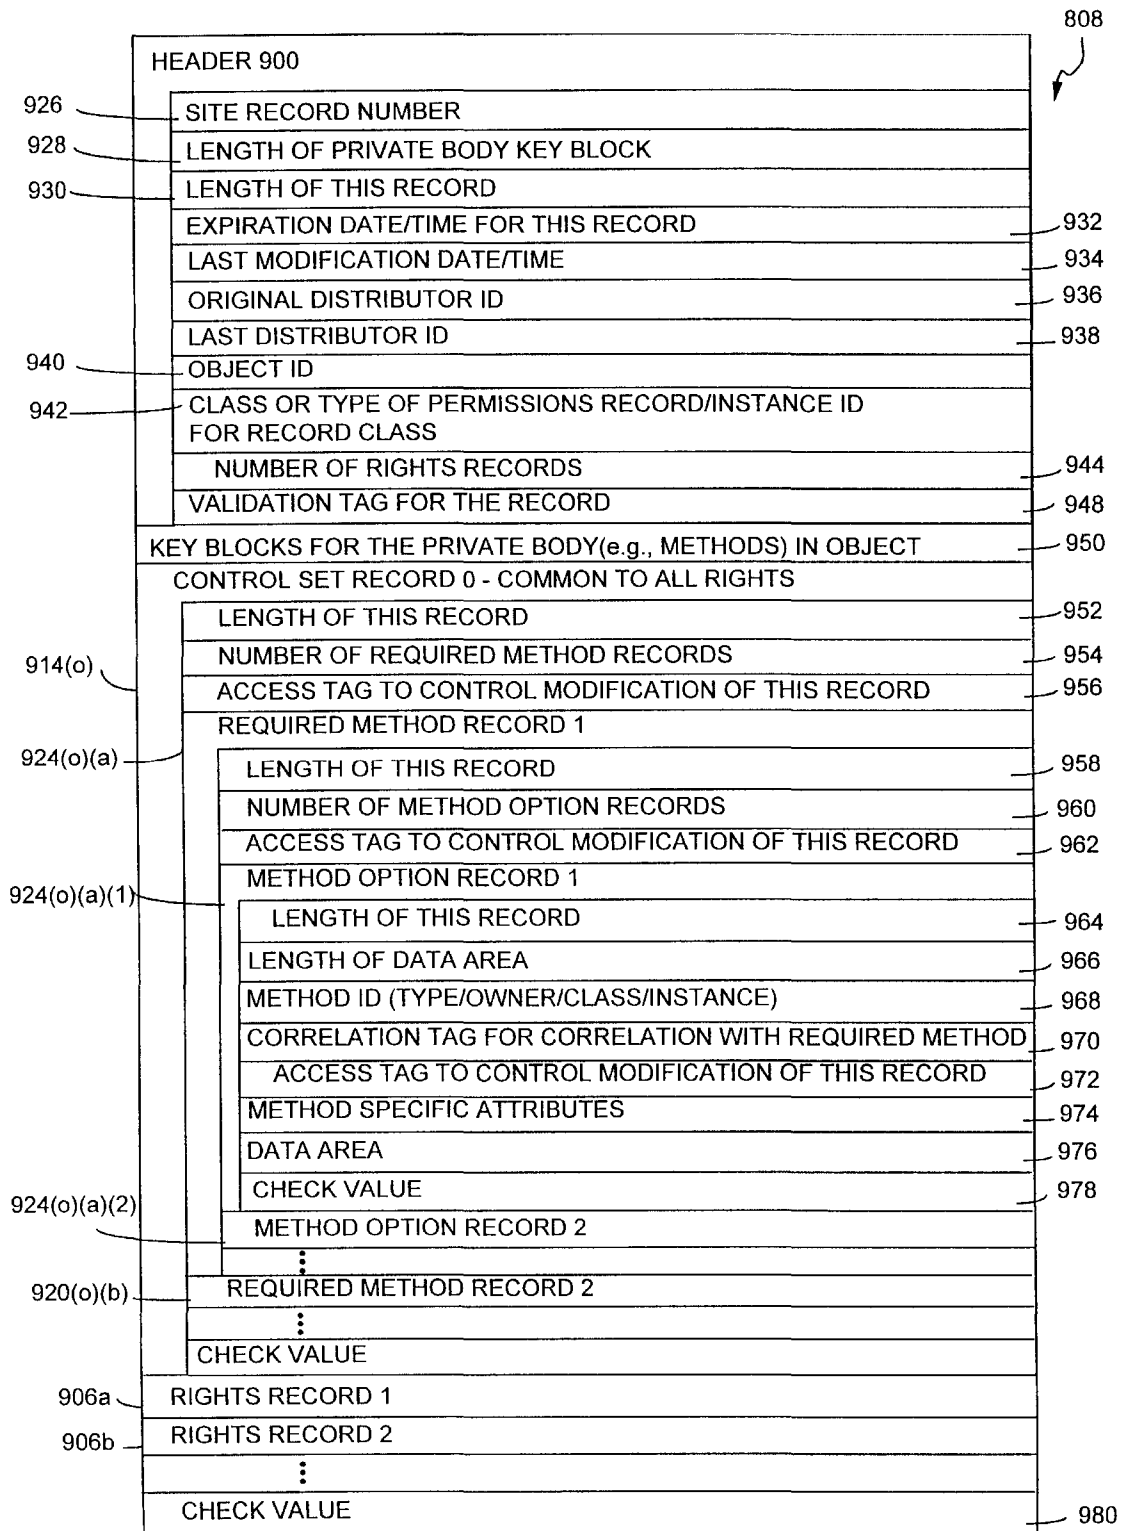 808
HEADER 900
926 SITE RECORD NUMBER
928 LENGTH OF PRIVATE BODY KEY BLOCK
930 LENGTH OF THIS RECORD
EXPIRATION DATE/TIME FOR THIS RECORD 932
LAST MODIFICATION DATE/TIME 934
ORIGINAL DISTRIBUTOR ID 936
LAST DISTRIBUTOR ID 938
940 OBJECT ID
942 CLASS OR TYPE OF PERMISSIONS RECORD/INSTANCE ID
FOR RECORD CLASS
NUMBER OF RIGHTS RECORDS 944
VALIDATION TAG FOR THE RECORD 948
KEY BLOCKS FOR THE PRIVATE BODY(e.g., METHODS) IN OBJECT 950
CONTROL SET RECORD 0 - COMMON TO ALL RIGHTS
LENGTH OF THIS RECORD 952
914(o) NUMBER OF REQUIRED METHOD RECORDS 954
ACCESS TAG TO CONTROL MODIFICATION OF THIS RECORD 956
REQUIRED METHOD RECORD 1
924(o)(a) LENGTH OF THIS RECORD 958
NUMBER OF METHOD OPTION RECORDS 960
ACCESS TAG TO CONTROL MODIFICATION OF THIS RECORD 962
METHOD OPTION RECORD 1
924(o)(a)(1) LENGTH OF THIS RECORD 964
LENGTH OF DATA AREA 966
METHOD ID (TYPE/OWNER/CLASS/INSTANCE) 968
CORRELATION TAG FOR CORRELATION WITH REQUIRED METHOD 970
ACCESS TAG TO CONTROL MODIFICATION OF THIS RECORD 972
METHOD SPECIFIC ATTRIBUTES 974
DATA AREA 976
CHECK VALUE 978
924(o)(a)(2) METHOD OPTION RECORD 2
920(o)(b) REQUIRED METHOD RECORD 2
CHECK VALUE
906a RIGHTS RECORD 1
906b RIGHTS RECORD 2
CHECK VALUE 980